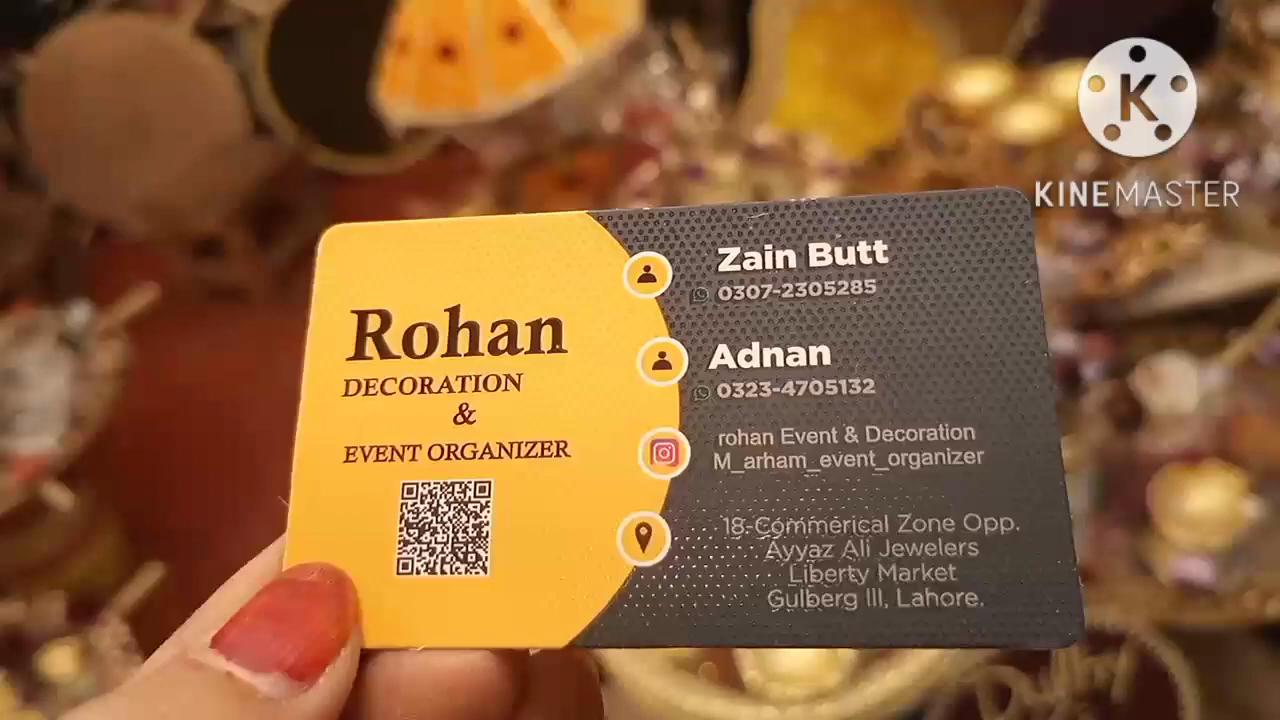 K
KINEMASTER
Rohan
DECORATION
&
EVENT ORGANIZER
Zain Butt
0307-2305285
Adnan
0323-4705132
rohan Event & Decoration
M_arham_event_organizer
18-Commerical Zone Opp.
Ayyaz Ali Jewelers
Liberty Market
Gulberg III, Lahore.